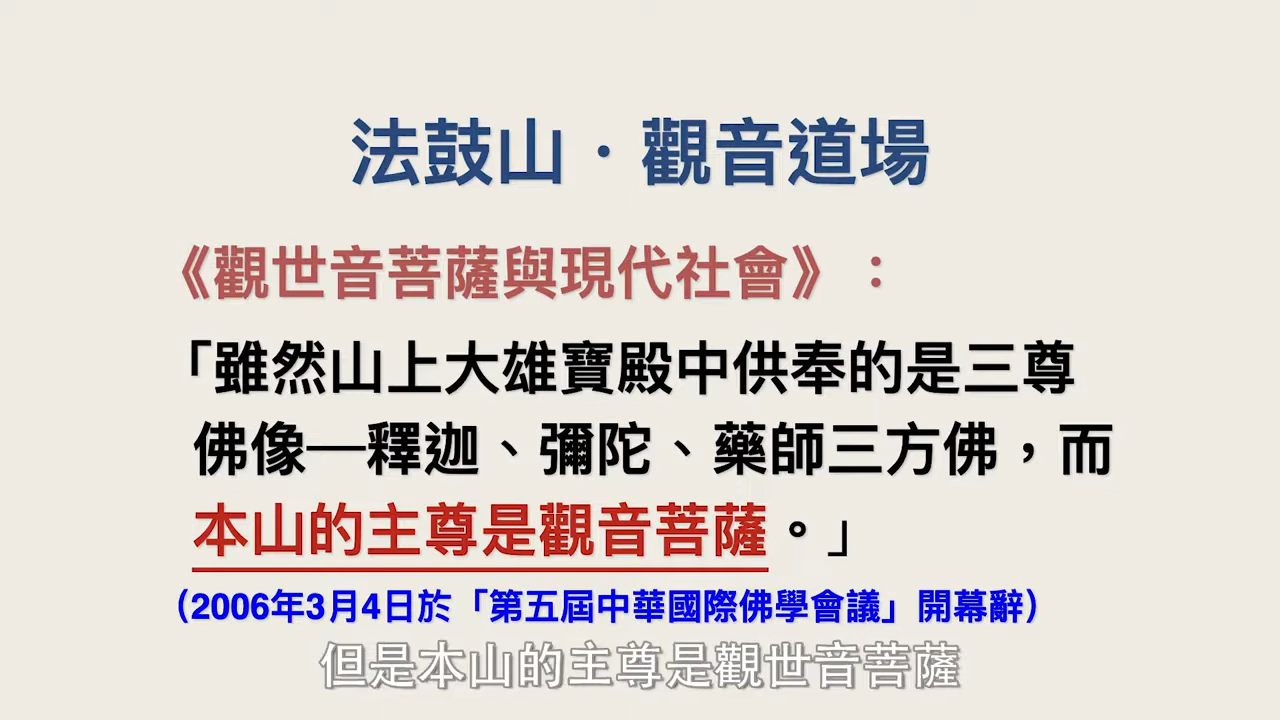 法鼓山・觀音道場
《觀世音菩薩與現代社會》：
「雖然山上大雄寶殿中供奉的是三尊
佛像—釋迦、彌陀、藥師三方佛，而
本山的主尊是觀音菩薩。」
（2006年3月4日於「第五屆中華國際佛學會議」開幕辭）
但是本山的主尊是觀世音菩薩